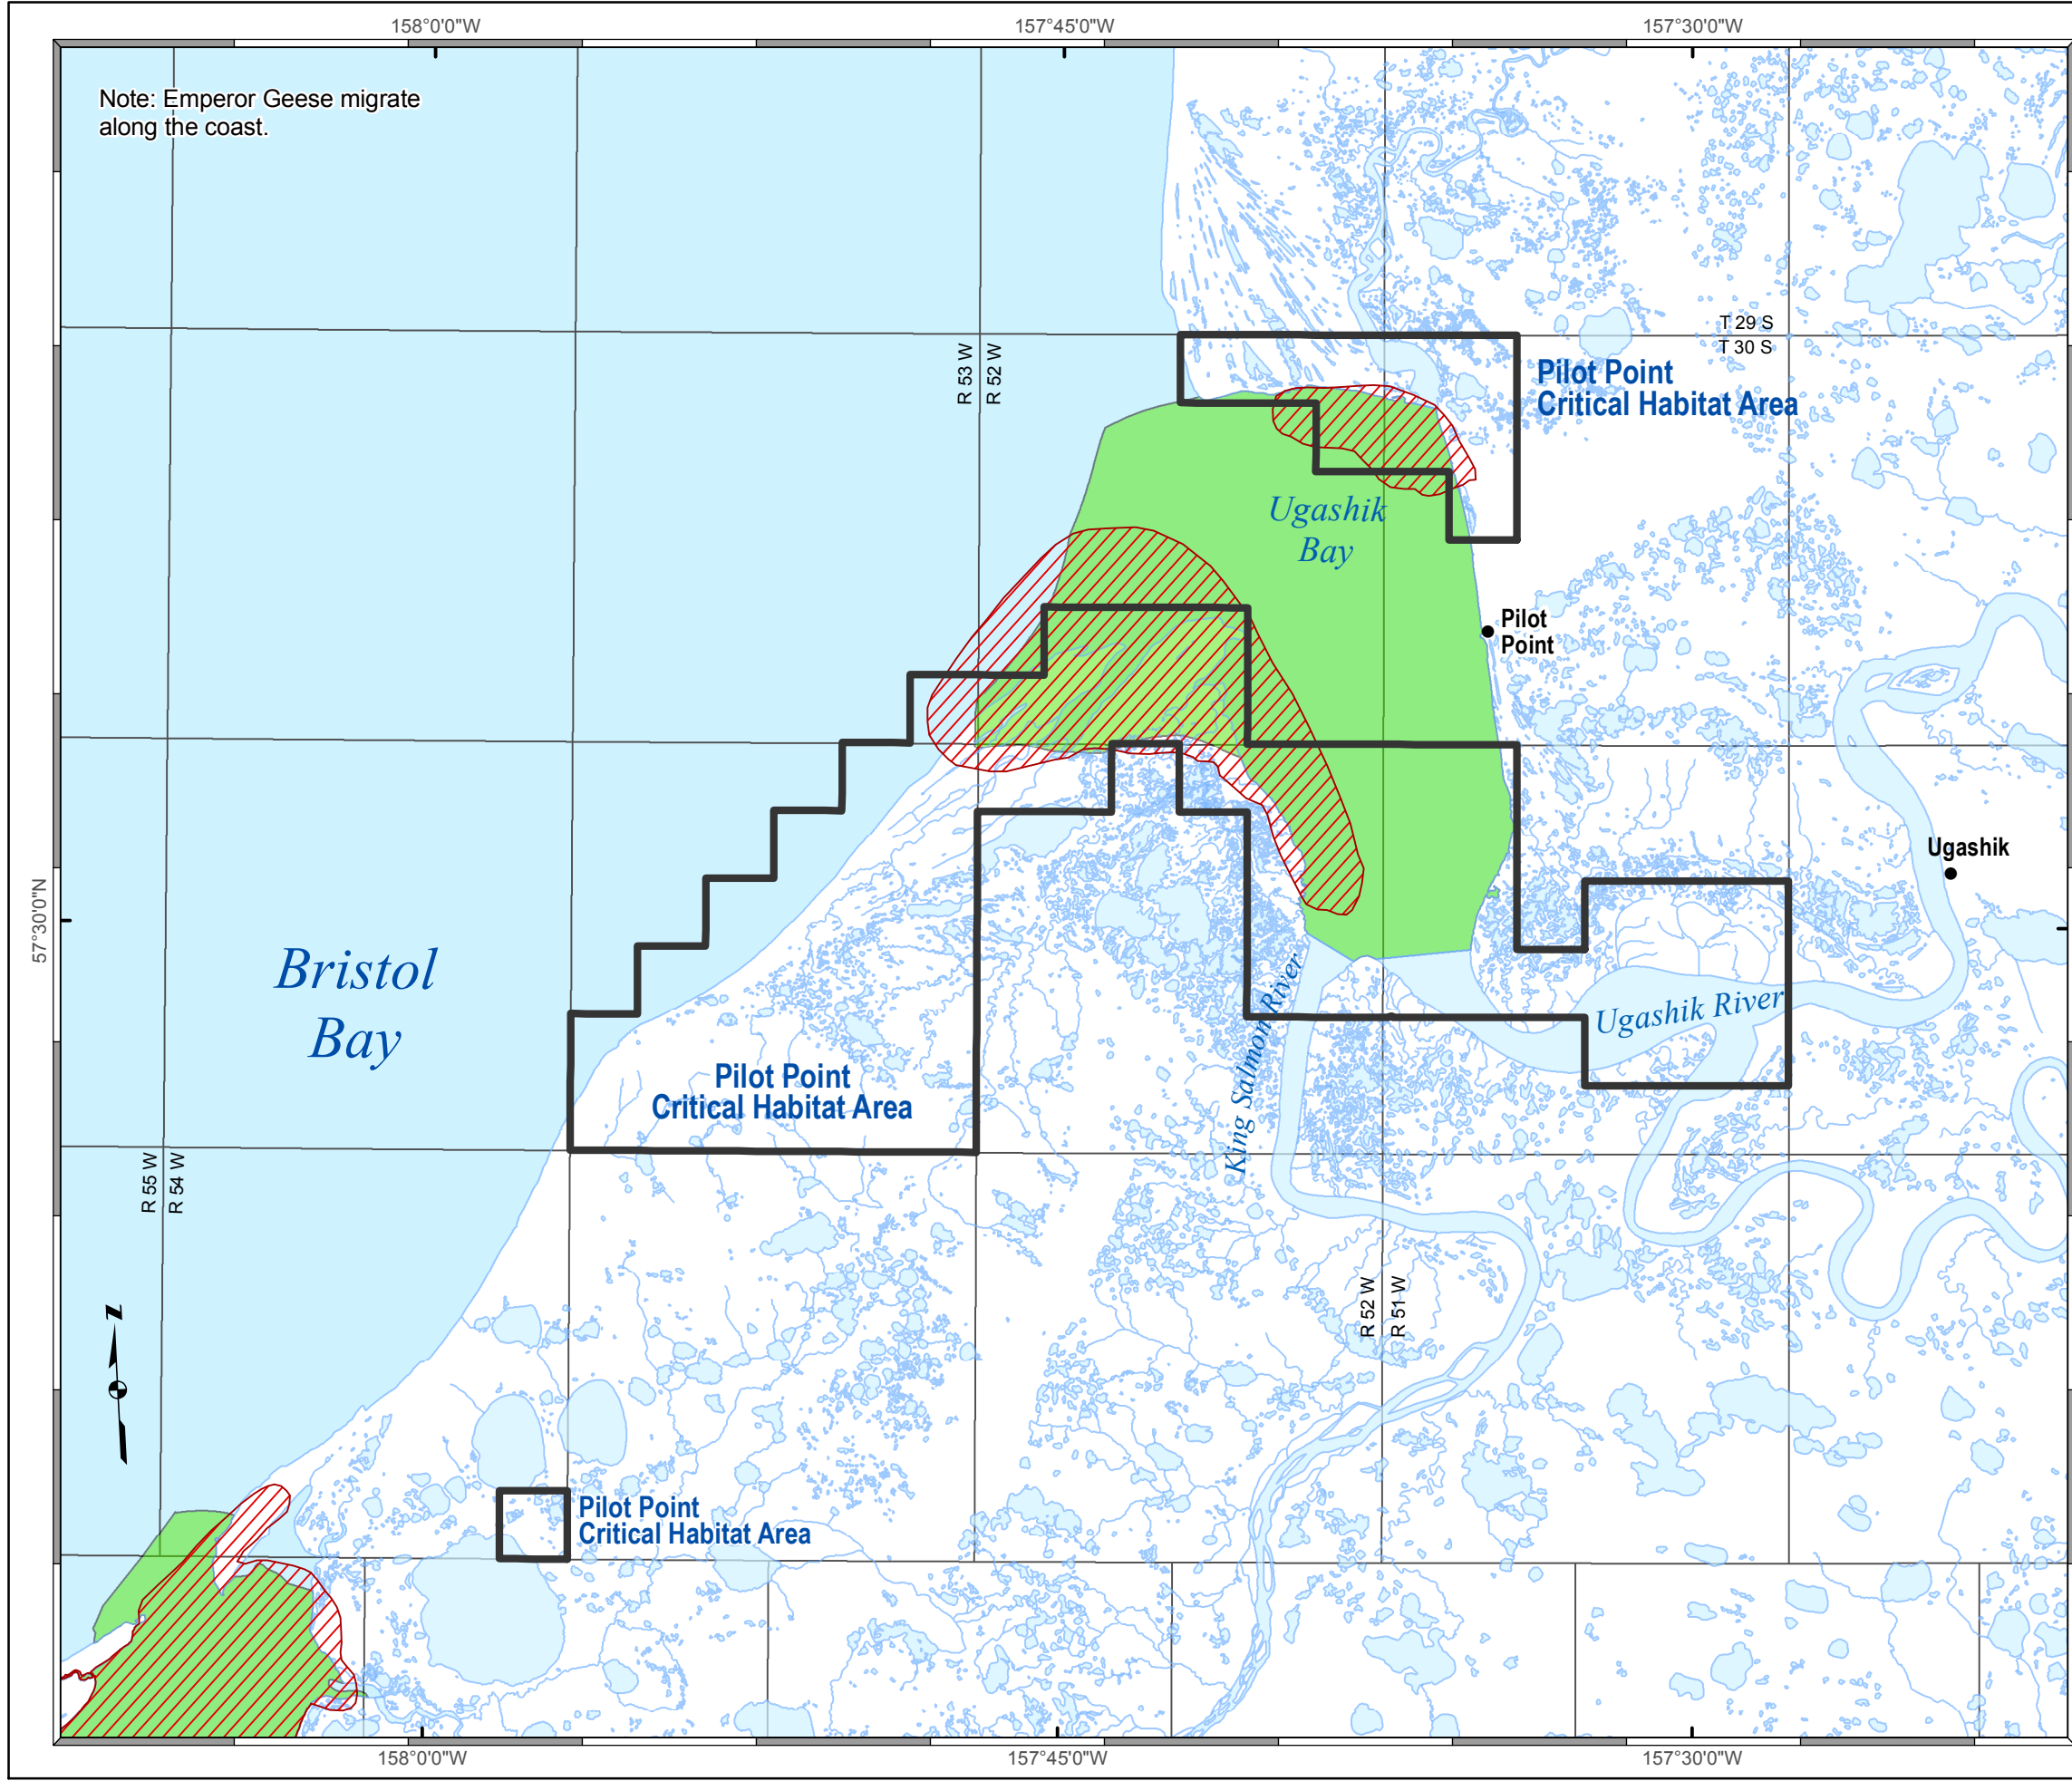 158°0'0"W
157°45'0"W
157°30'0"W
Note: Emperor Geese migrate
along the coast.
T 29 S
T 30 S
R 53 W
R 52 W
Pilot Point
Critical Habitat Area
Ugashik
Bay
Pilot
Point
Ugashik
57°30'0"N
Bristol
Bay
King Salmon River
Ugashik River
Pilot Point
Critical Habitat Area
R 55 W
R 54 W
R 52 W
R 51 W
N
Pilot Point
Critical Habitat Area
158°0'0"W
157°45'0"W
157°30'0"W